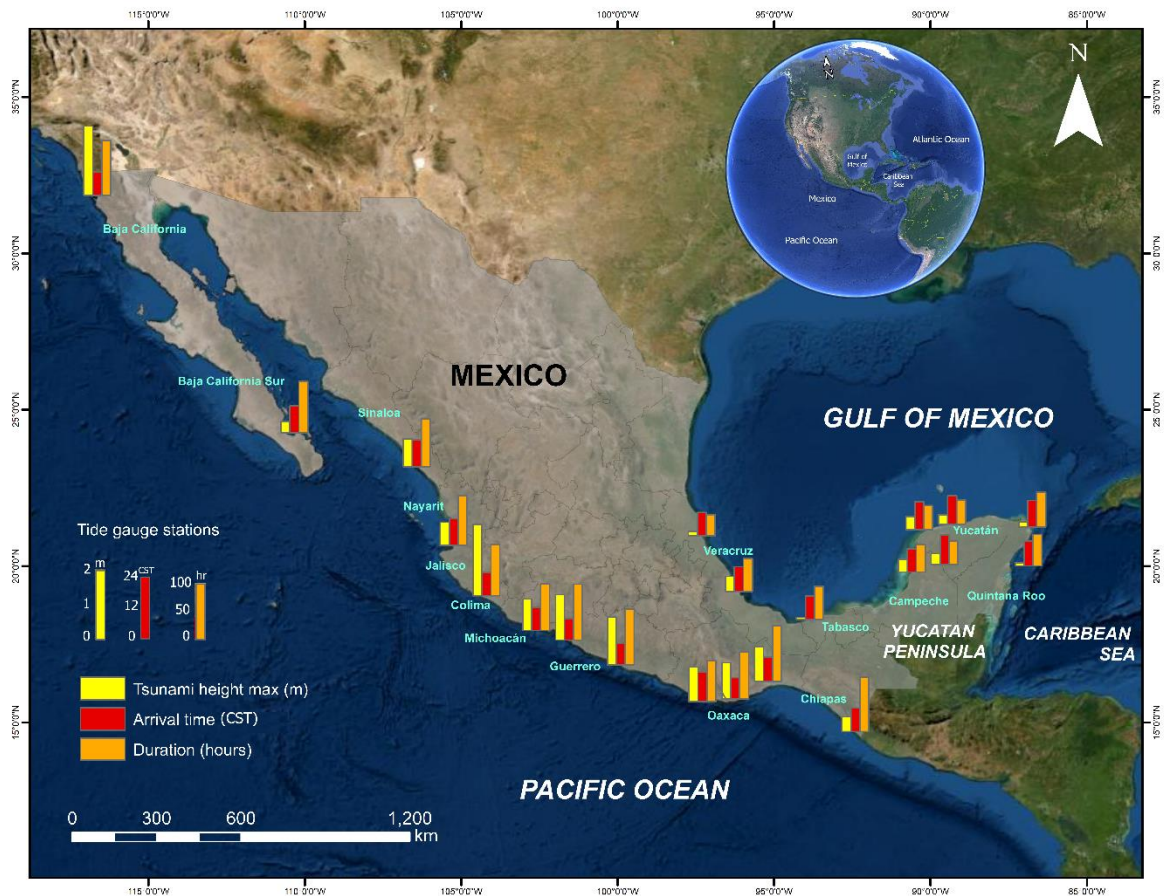 115°0'0"W 110°0'0"W 105°0'0"W 100°0'0"W 95°0'0"W 90°0'0"W 85°0'0"W
35°0'0"N
30°0'0"N
25°0'0"N
20°0'0"N
15°0'0"N
N
N
Atlantic Ocean
Gulf of
Mexico
Caribbean
Sea
Mexico
Pacific Ocean
35°0'0"N
30°0'0"N
25°0'0"N
20°0'0"N
15°0'0"N
Baja California
Baja California Sur
MEXICO
Sinaloa
GULF OF MEXICO
Nayarit
Jalisco
Colima
Michoacán
Guerrero
Oaxaca
Chiapas
Veracruz
Tabasco
Campeche
Yucatán
Quintana Roo
YUCATAN
PENINSULA
CARIBBEAN
SEA
PACIFIC OCEAN
Tide gauge stations
2 m 24 CST 100 hr
1 12 50
0 0 0
Tsunami height max (m)
Arrival time (CST)
Duration (hours)
0 300 600 1,200
km
115°0'0"W 110°0'0"W 105°0'0"W 100°0'0"W 95°0'0"W 90°0'0"W 85°0'0"W